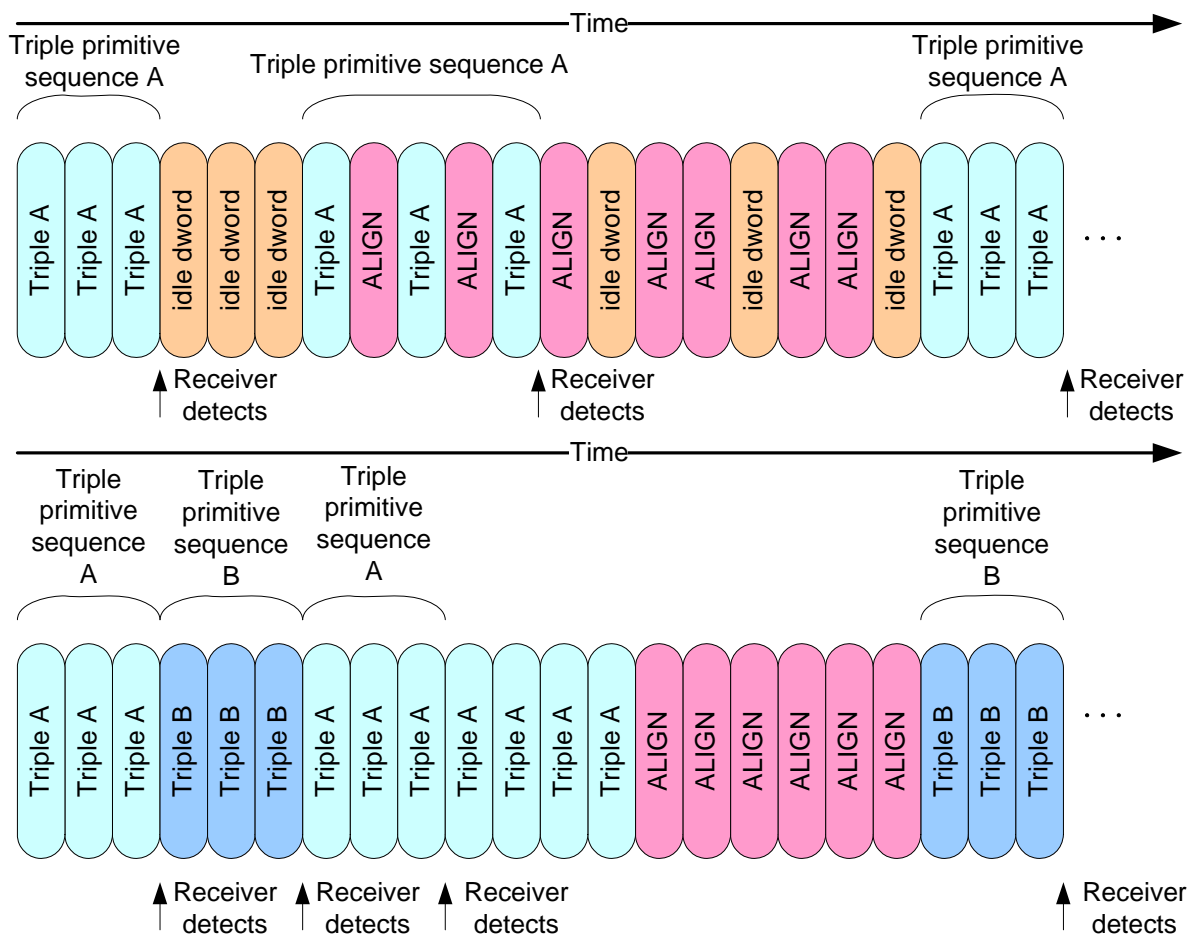 Time
Triple primitive
sequence A
Triple primitive sequence A
Triple primitive
sequence A
Triple A
Triple A
Triple A
idle dword
idle dword
idle dword
Triple A
ALIGN
Triple A
ALIGN
Triple A
ALIGN
idle dword
ALIGN
ALIGN
idle dword
ALIGN
ALIGN
idle dword
Triple A
Triple A
Triple A
. . .
Receiver
detects
Receiver
detects
Receiver
detects
Time
Triple
primitive
sequence
A
Triple
primitive
sequence
B
Triple
primitive
sequence
A
Triple
primitive
sequence
B
Triple A
Triple A
Triple A
Triple B
Triple B
Triple B
Triple A
Triple A
Triple A
Triple A
Triple A
Triple A
Triple A
ALIGN
ALIGN
ALIGN
ALIGN
ALIGN
ALIGN
Triple B
Triple B
Triple B
. . .
Receiver
detects
Receiver
detects
Receiver
detects
Receiver
detects